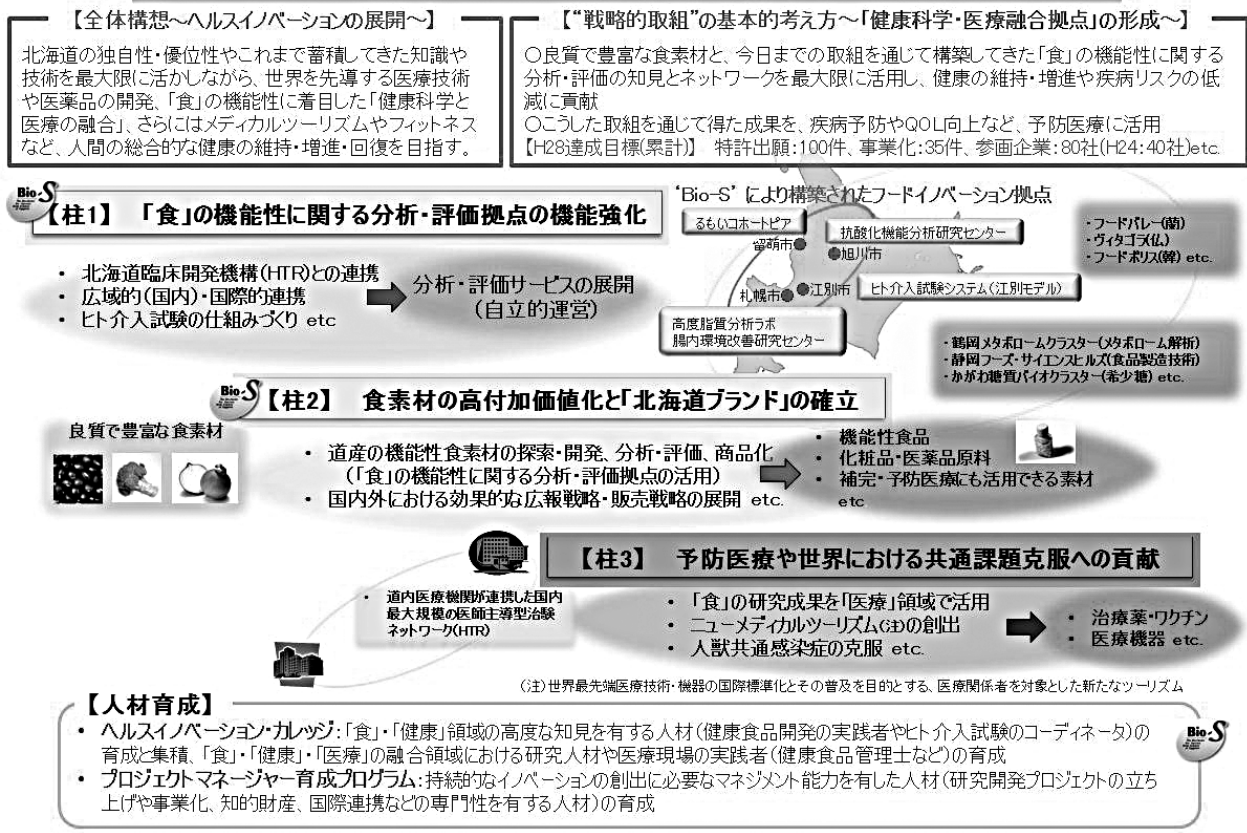 【全体構想～ヘルスイノベーションの展開～】
北海道の独自性・優位性やこれまで蓄積してきた知識や
技術を最大限に活かしながら、世界を先導する医療技術
や医薬品の開発、「食」の機能性に着目した「健康科学と
医療の融合」、さらにはメディカルツーリズムやフィットネス
など、人間の総合的な健康の維持・増進・回復を目指す。
【“戦略的取組”の基本的考え方～「健康科学・医療融合拠点」の形成～】
○良質で豊富な食素材と、今日までの取組を通じて構築してきた「食」の機能性に関する
分析・評価の知見とネットワークを最大限に活用し、健康の維持・増進や疾病リスクの低
減に貢献
○こうした取組を通じて得た成果を、疾病予防やQOL向上など、予防医療に活用
【H28達成目標(累計)】 特許出願:100件、事業化:35件、参画企業:80社(H24:40社)etc.
Bio-S
【柱1】 「食」の機能性に関する分析・評価拠点の機能強化
・ 北海道臨床開発機構(HTR)との連携
・ 広域的(国内)・国際的連携
・ ヒト介入試験の仕組みづくり etc
分析・評価サービスの展開
(自立的運営)
‘Bio-S’により構築されたフードイノベーション拠点
るもいコホートピア
留萌市
抗酸化機能分析研究センター
旭川市
札幌市
江別市
ヒト介入試験システム(江別モデル)
高度脂質分析ラボ
腸内環境改善研究センター
・フードバレー(蘭)
・ヴィタゴラ(仏)
・フードポリス(韓) etc.
・鶴岡メタボロームクラスター(メタボローム解析)
・静岡フーズ・サイエンスヒルズ(食品製造技術)
・かがわ糖質バイオクラスター(希少糖) etc.
Bio-S
【柱2】 食素材の高付加価値化と「北海道ブランド」の確立
良質で豊富な食素材
・ 道産の機能性食素材の探索・開発、分析・評価、商品化
(「食」の機能性に関する分析・評価拠点の活用)
・ 国内外における効果的な広報戦略・販売戦略の展開 etc.
・ 機能性食品
・ 化粧品・医薬品原料
・ 補完・予防医療にも活用できる素材
etc
【柱3】 予防医療や世界における共通課題克服への貢献
・ 道内医療機関が連携した国内
最大規模の医師主導型治験
ネットワーク(HTR)
・ 「食」の研究成果を「医療」領域で活用
・ ニューメディカルツーリズム(注)の創出
・ 人獣共通感染症の克服 etc.
・ 治療薬・ワクチン
・ 医療機器 etc.
(注)世界最先端医療技術・機器の国際標準化とその普及を目的とする、医療関係者を対象とした新たなツーリズム
【人材育成】
・ ヘルスイノベーション・カレッジ:「食」・「健康」領域の高度な知見を有する人材(健康食品開発の実践者やヒト介入試験のコーディネータ)の
育成と集積、「食」・「健康」・「医療」の融合領域における研究人材や医療現場の実践者(健康食品管理士など)の育成
・ プロジェクトマネージャー育成プログラム:持続的なイノベーションの創出に必要なマネジメント能力を有した人材(研究開発プロジェクトの立ち
上げや事業化、知的財産、国際連携などの専門性を有する人材)の育成
Bio-S